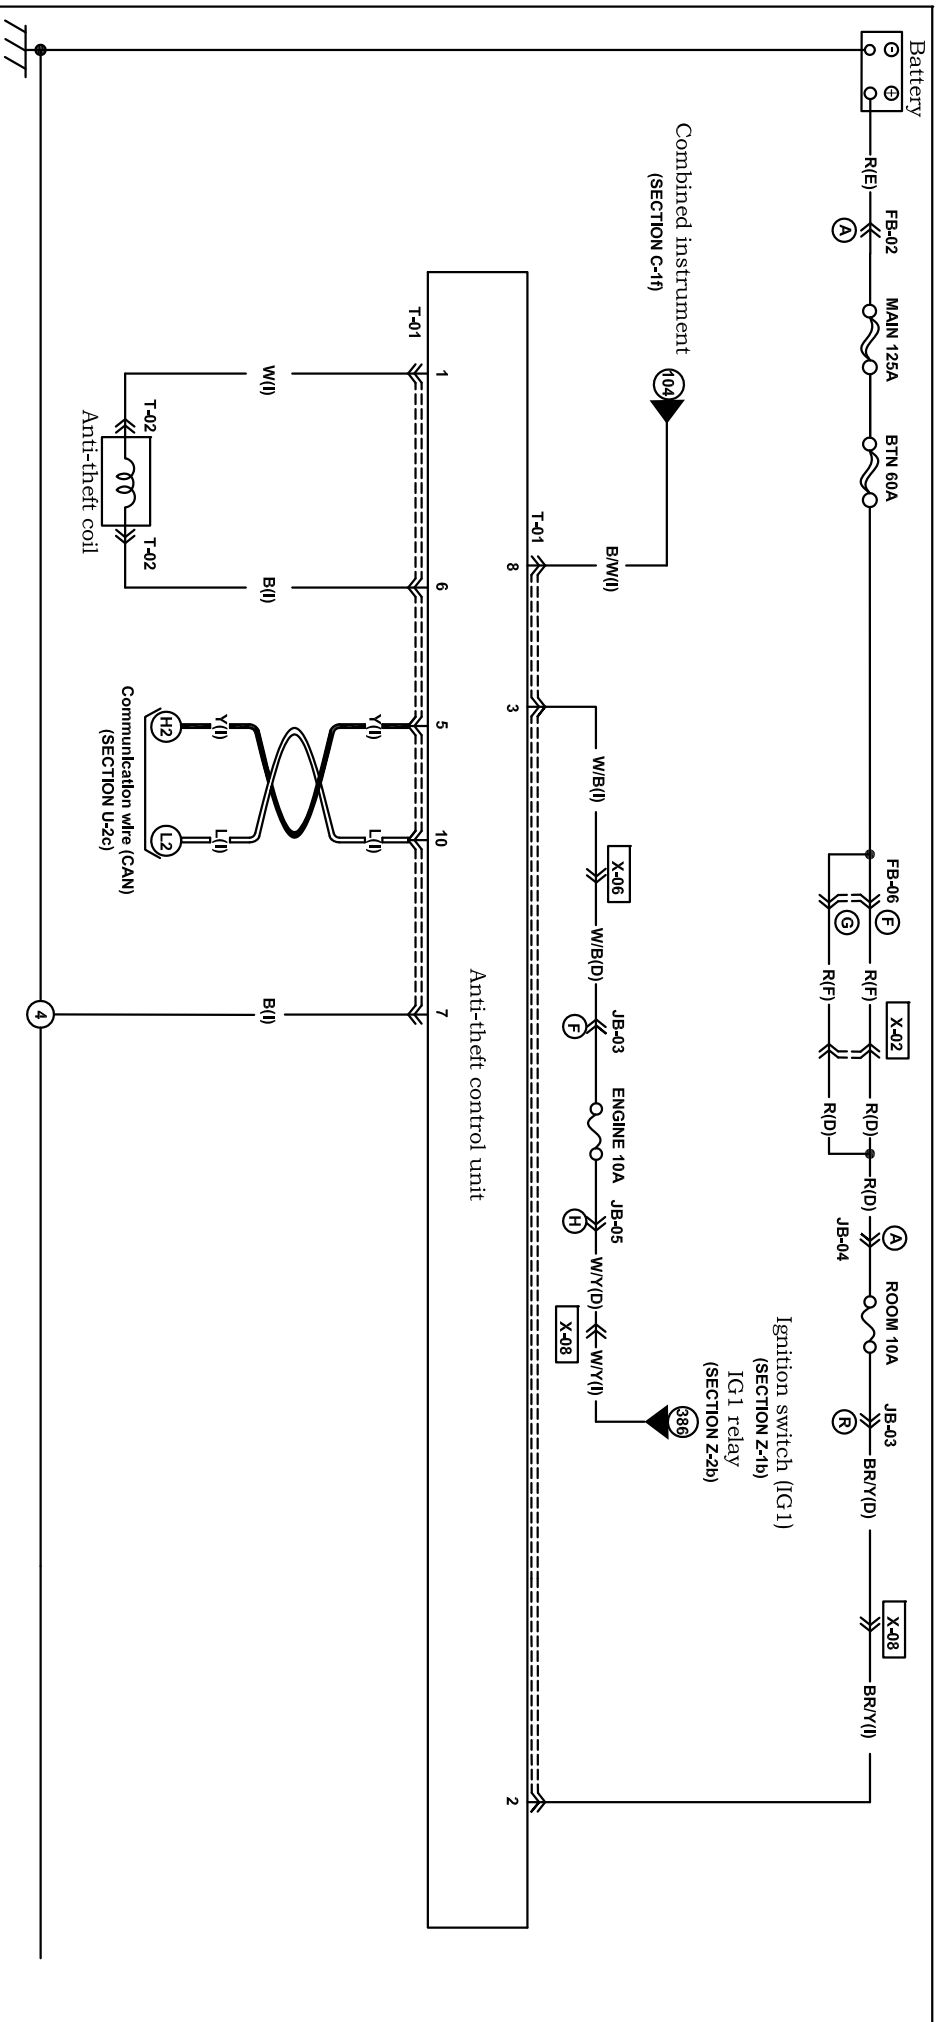 Battery
- +
R(E)
FB-02
A
MAIN 125A
BTN 60A
FB-06
F
G
R(F)
R(F)
X-02
R(D)
R(D)
R(D)
A
JB-04
ROOM 10A
JB-03
R
BR/Y(D)
X-08
BR/Y(I)
Combined instrument
(SECTION C-1f)
104
B/W(I)
Ignition switch (IG1)
(SECTION Z-1b)
IG1 relay
(SECTION Z-2b)
386
W/B(I)
X-06
W/B(D)
JB-03
F
ENGINE 10A
JB-05
H
W/Y(D)
X-08
W/Y(I)
T-01
8
3
2
Anti-theft control unit
1
6
5
10
7
T-01
W(I)
B(I)
Y(I)
L(I)
Y(I)
L(I)
B(I)
T-02
T-02
Anti-theft coil
H2
L2
Communication wire (CAN)
(SECTION U-2c)
4